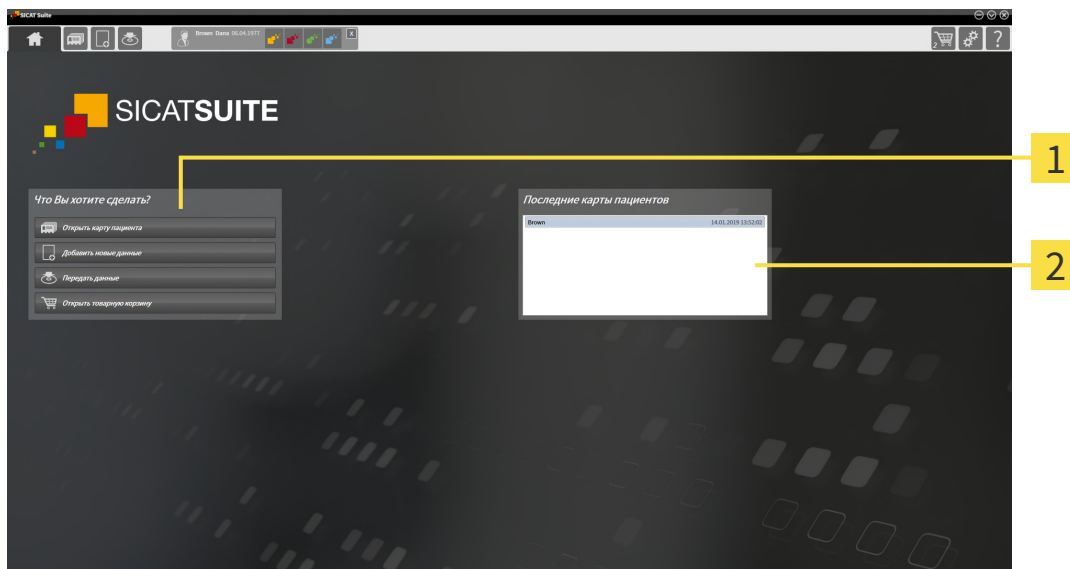 SICAT Suite
Brown Dana 06.04.1977
X
2
?
SICATSUITE
1
Что Вы хотите сделать?
Открыть карту пациента
Добавить новые данные
Передать данные
Открыть товарную корзину
Последние карты пациентов
Brown 14.01.2019 13:52:02
2